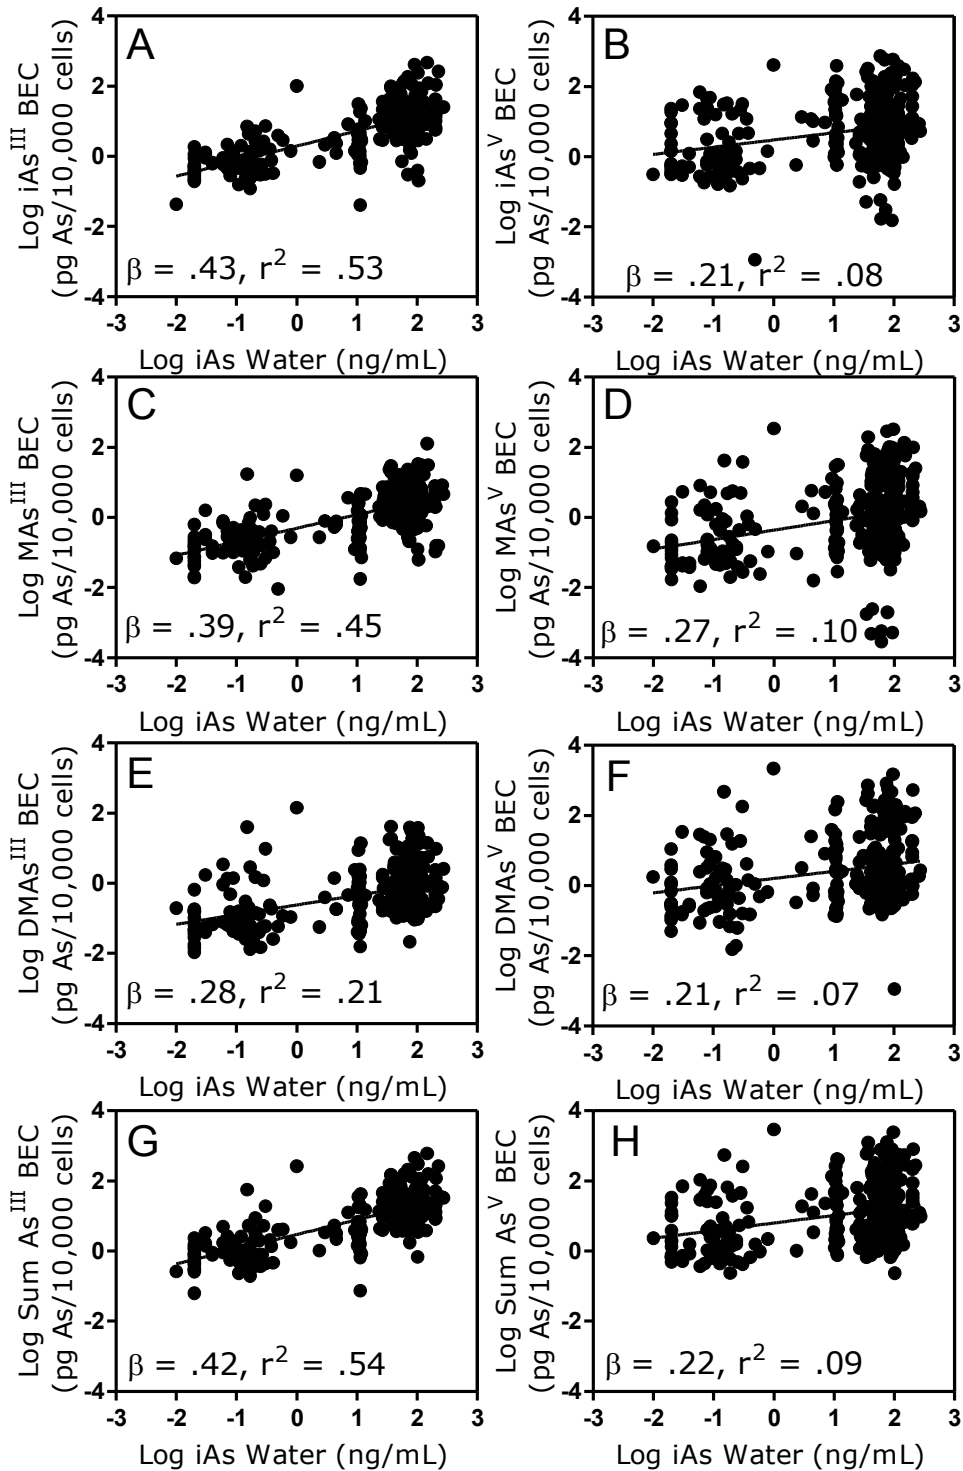 A
Log iAs^III BEC
(pg As/10,000 cells)
4
2
0
-2
-4
β = .43, r² = .53
-3 -2 -1 0 1 2 3
Log iAs Water (ng/mL)
B
Log iAs^V BEC
(pg As/10,000 cells)
4
2
0
-2
-4
β = .21, r² = .08
-3 -2 -1 0 1 2 3
Log iAs Water (ng/mL)
C
Log MAs^III BEC
(pg As/10,000 cells)
4
2
0
-2
-4
β = .39, r² = .45
-3 -2 -1 0 1 2 3
Log iAs Water (ng/mL)
D
Log MAs^V BEC
(pg As/10,000 cells)
4
2
0
-2
-4
β = .27, r² = .10
-3 -2 -1 0 1 2 3
Log iAs Water (ng/mL)
E
Log DMAs^III BEC
(pg As/10,000 cells)
4
2
0
-2
-4
β = .28, r² = .21
-3 -2 -1 0 1 2 3
Log iAs Water (ng/mL)
F
Log DMAs^V BEC
(pg As/10,000 cells)
4
2
0
-2
-4
β = .21, r² = .07
-3 -2 -1 0 1 2 3
Log iAs Water (ng/mL)
G
Log Sum As^III BEC
(pg As/10,000 cells)
4
2
0
-2
-4
β = .42, r² = .54
-3 -2 -1 0 1 2 3
Log iAs Water (ng/mL)
H
Log Sum As^V BEC
(pg As/10,000 cells)
4
2
0
-2
-4
β = .22, r² = .09
-3 -2 -1 0 1 2 3
Log iAs Water (ng/mL)